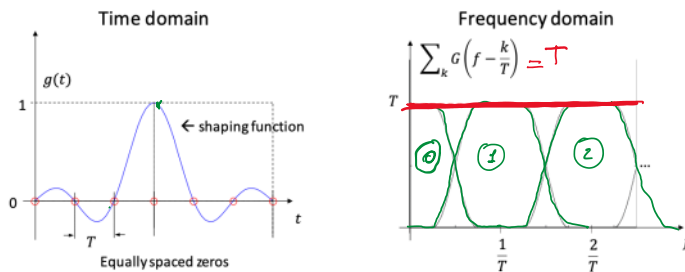 Time domain
g(t)
1
← shaping function
0
t
T
Equally spaced zeros
Frequency domain
∑ₖ G(f − k/T) = T
T
0
1
2
...
1/T
2/T